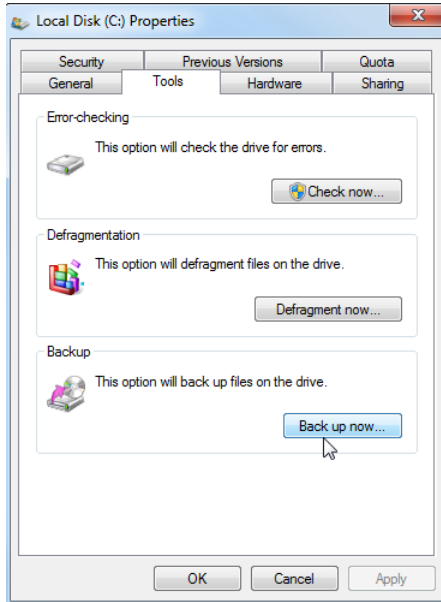 Local Disk (C:) Properties
Security Previous Versions Quota
General Tools Hardware Sharing
Error-checking
This option will check the drive for errors.
Check now...
Defragmentation
This option will defragment files on the drive.
Defragment now...
Backup
This option will back up files on the drive.
Back up now...
OK Cancel Apply